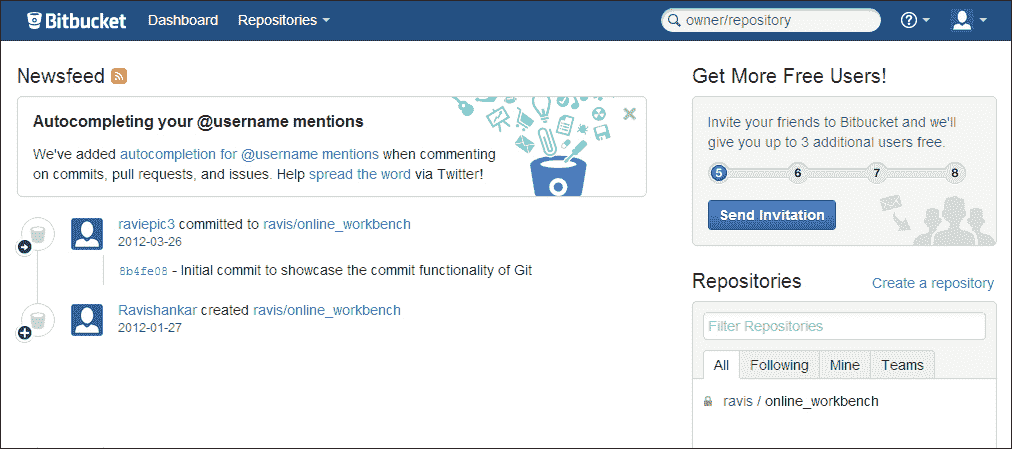 Bitbucket Dashboard Repositories owner/repository
Newsfeed
Autocompleting your @username mentions
We've added autocompletion for @username mentions when commenting
on commits, pull requests, and issues. Help spread the word via Twitter!
raviepic3 committed to ravis/online_workbench
2012-03-26
8b4fe08 - Initial commit to showcase the commit functionality of Git
Ravishankar created ravis/online_workbench
2012-01-27
Get More Free Users!
Invite your friends to Bitbucket and we'll
give you up to 3 additional users free.
5 6 7 8
Send Invitation
Repositories Create a repository
Filter Repositories
All Following Mine Teams
ravis / online_workbench